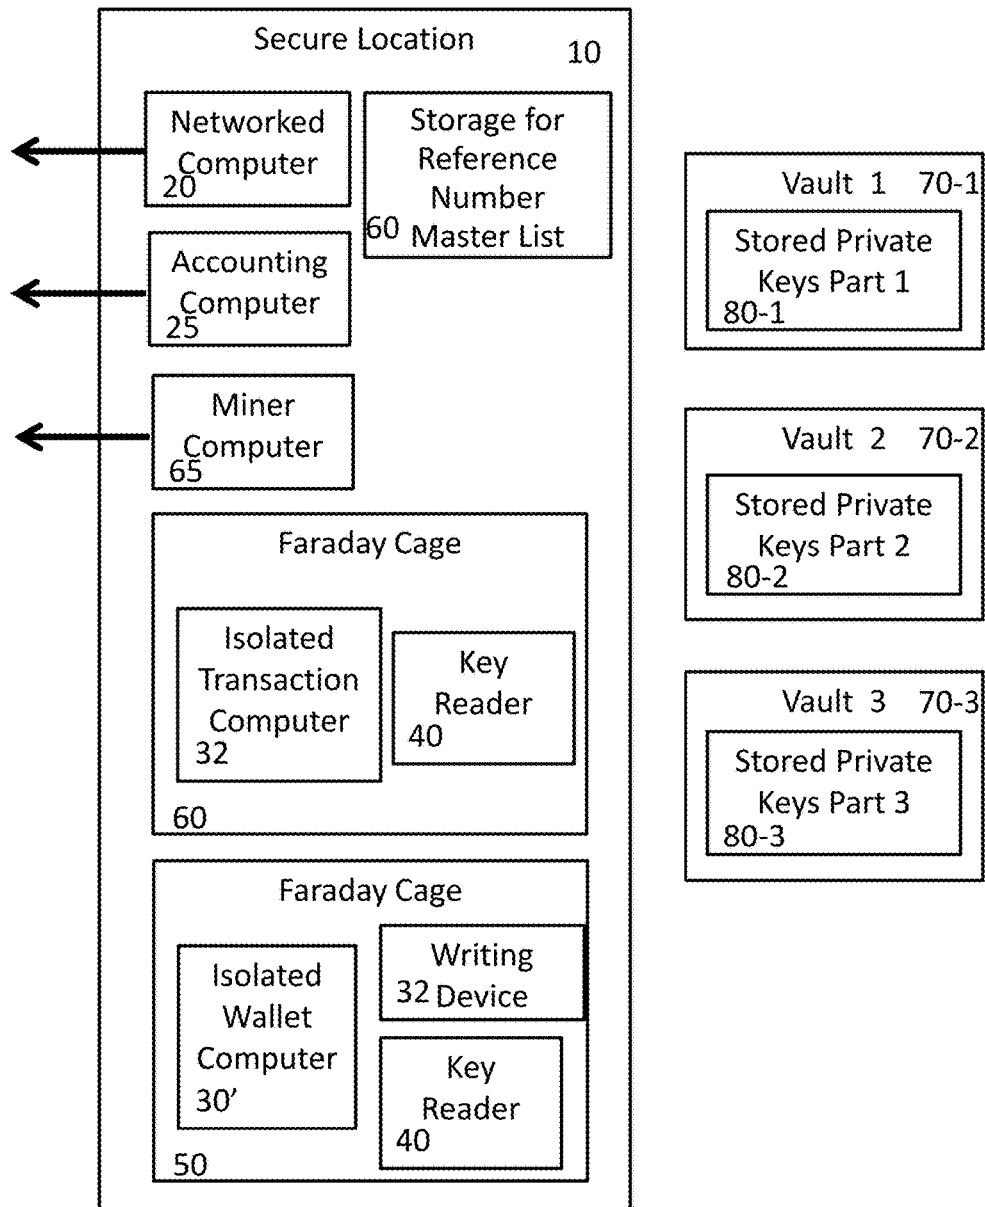 Secure Location
10
Networked
Computer
20
Storage for
Reference
Number
60 Master List
Accounting
Computer
25
Miner
Computer
65
Faraday Cage
Isolated
Transaction
Computer
32
Key
Reader
40
60
Faraday Cage
Isolated
Wallet
Computer
30'
Writing
32 Device
Key
Reader
40
50
Vault 1 70-1
Stored Private
Keys Part 1
80-1
Vault 2 70-2
Stored Private
Keys Part 2
80-2
Vault 3 70-3
Stored Private
Keys Part 3
80-3